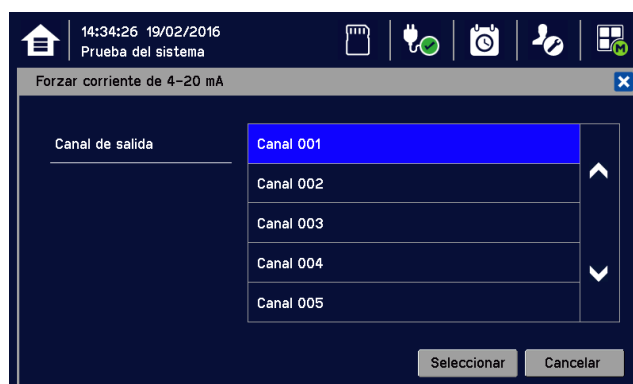 14:34:26 19/02/2016
Prueba del sistema
M
Forzar corriente de 4-20 mA
Canal de salida
Canal 001
Canal 002
Canal 003
Canal 004
Canal 005
Seleccionar
Cancelar